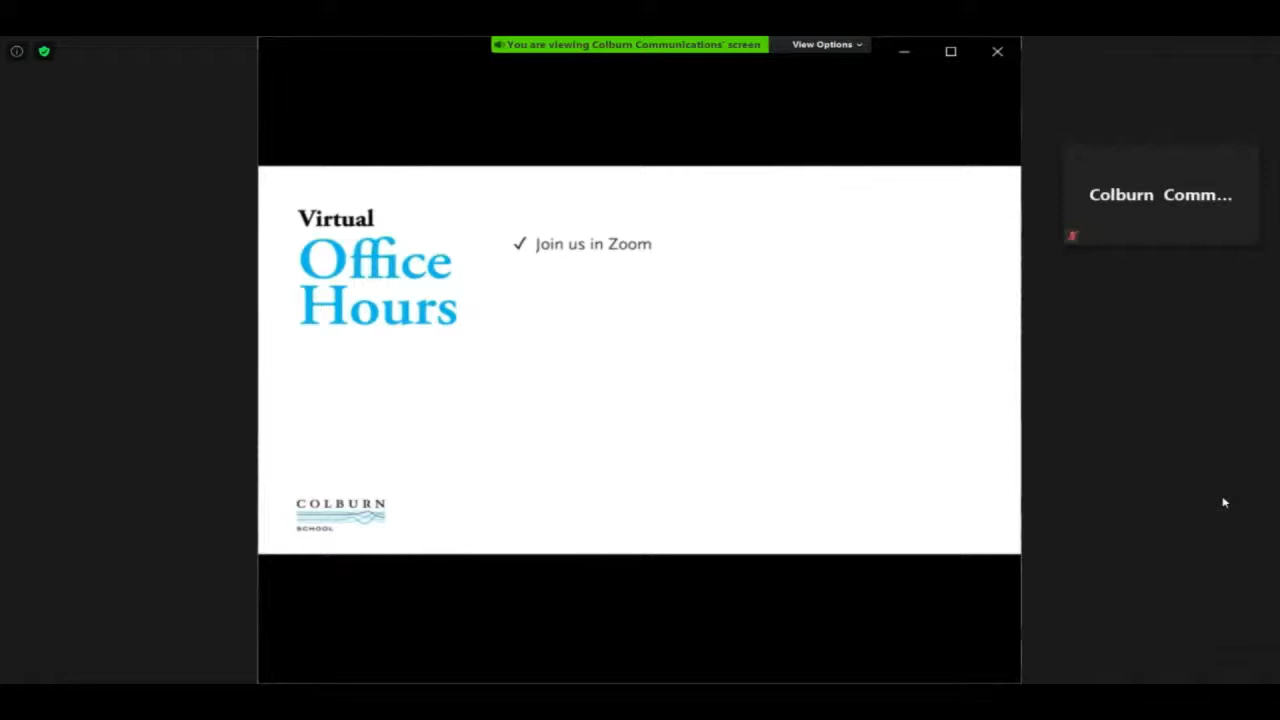 You are viewing Colburn Communications' screen
View Options
Virtual
Office
Hours
✓ Join us in Zoom
Colburn Comm...
COLBURN
SCHOOL